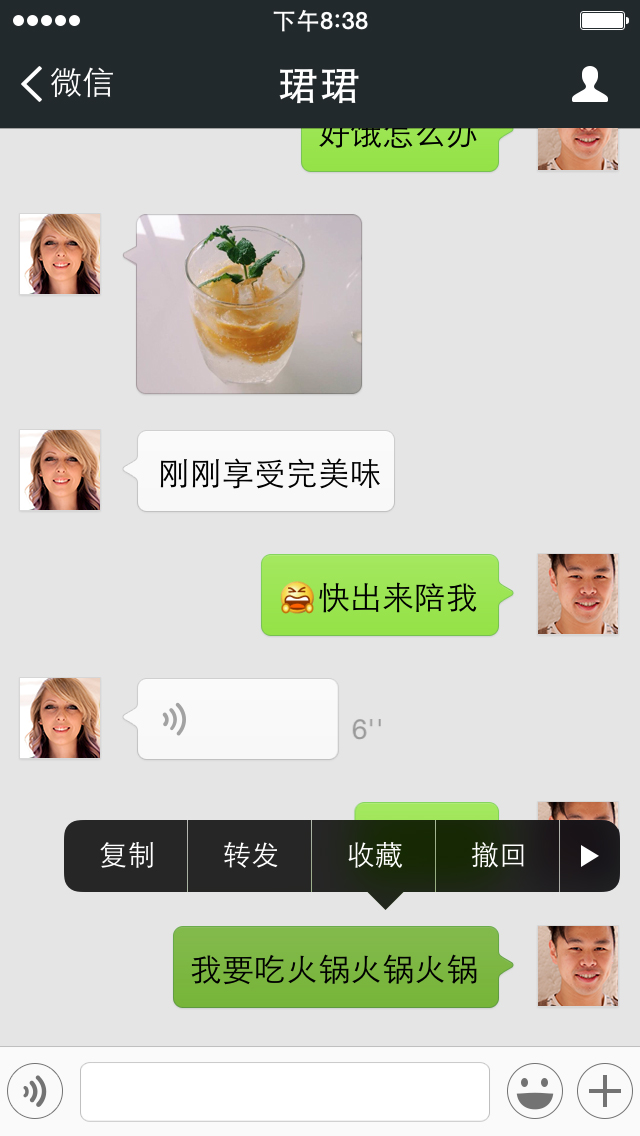 下午8:38
微信
珺珺
好饿怎么办
刚刚享受完美味
快出来陪我
6''
复制 转发 收藏 撤回
我要吃火锅火锅火锅